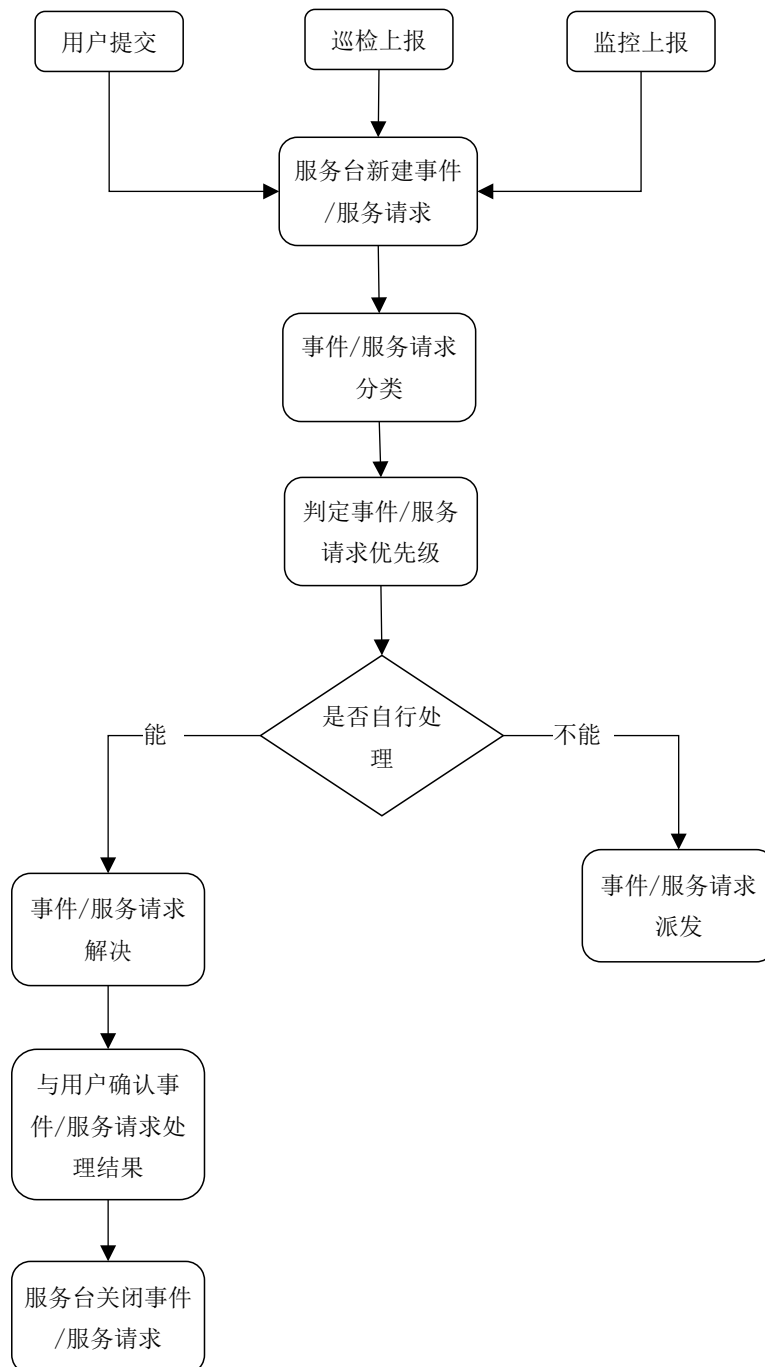 用户提交
巡检上报
监控上报
服务台新建事件
/服务请求
事件/服务请求
分类
判定事件/服务
请求优先级
是否自行处
理
能
不能
事件/服务请求
解决
事件/服务请求
派发
与用户确认事
件/服务请求处
理结果
服务台关闭事件
/服务请求